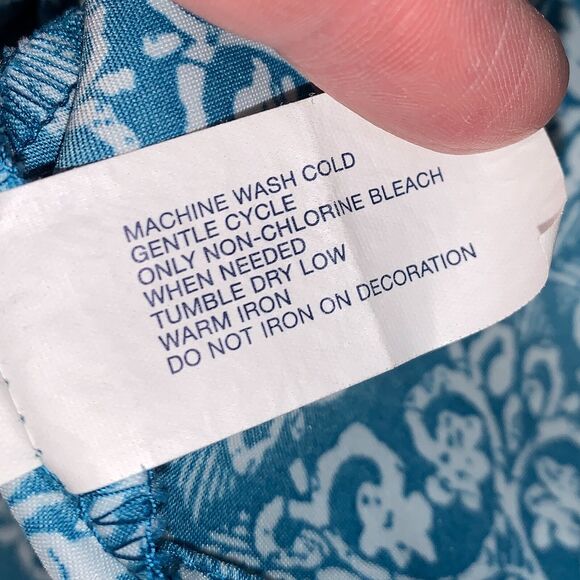 MACHINE WASH COLD
GENTLE CYCLE
ONLY NON-CHLORINE BLEACH
WHEN NEEDED
TUMBLE DRY LOW
WARM IRON
DO NOT IRON ON DECORATION